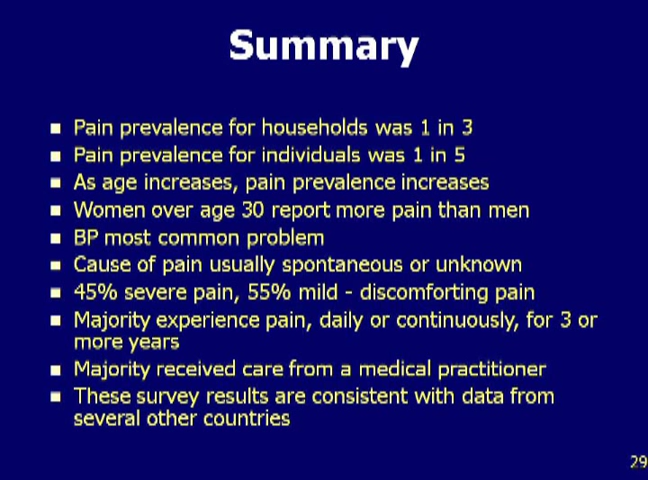 Summary
Pain prevalence for households was 1 in 3
Pain prevalence for individuals was 1 in 5
As age increases, pain prevalence increases
Women over age 30 report more pain than men
BP most common problem
Cause of pain usually spontaneous or unknown
45% severe pain, 55% mild - discomforting pain
Majority experience pain, daily or continuously, for 3 or
more years
Majority received care from a medical practitioner
These survey results are consistent with data from
several other countries
29